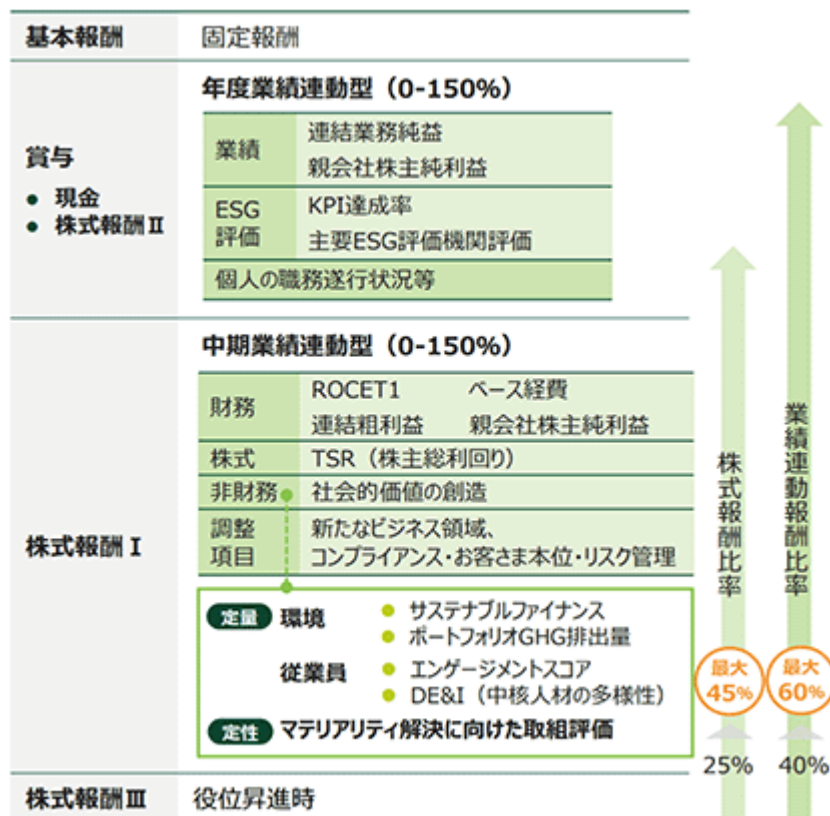 基本報酬
固定報酬
賞与
● 現金
● 株式報酬Ⅱ
年度業績連動型（0-150%）
業績
連結業務純益
親会社株主純利益
ESG
評価
KPI達成率
主要ESG評価機関評価
個人の職務遂行状況等
株式報酬Ⅰ
中期業績連動型（0-150%）
財務
ROCET1 ベース経費
連結粗利益 親会社株主純利益
株式
TSR（株主総利回り）
非財務
社会的価値の創造
調整
項目
新たなビジネス領域、
コンプライアンス・お客さま本位・リスク管理
定量 環境
● サステナブルファイナンス
● ポートフォリオGHG排出量
従業員
● エンゲージメントスコア
● DE&I（中核人材の多様性）
定性 マテリアリティ解決に向けた取組評価
株式報酬Ⅲ
役位昇進時
株式報酬比率
最大
45%
25%
業績連動報酬比率
最大
60%
40%